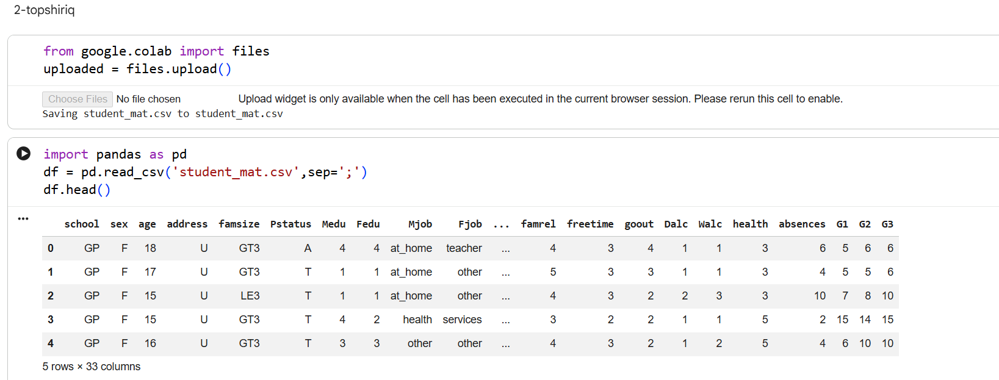 2-topshiriq
from google.colab import files
uploaded = files.upload()
Choose Files No file chosen Upload widget is only available when the cell has been executed in the current browser session. Please rerun this cell to enable.
Saving student_mat.csv to student_mat.csv
import pandas as pd
df = pd.read_csv('student_mat.csv',sep=';')
df.head()
school sex age address famsize Pstatus Medu Fedu Mjob Fjob ... famrel freetime goout Dalc Walc health absences G1 G2 G3
0 GP F 18 U GT3 A 4 4 at_home teacher ... 4 3 4 1 1 3 6 5 6 6
1 GP F 17 U GT3 T 1 1 at_home other ... 5 3 3 1 1 3 4 5 5 6
2 GP F 15 U LE3 T 1 1 at_home other ... 4 3 2 2 3 3 10 7 8 10
3 GP F 15 U GT3 T 4 2 health services ... 3 2 2 1 1 5 2 15 14 15
4 GP F 16 U GT3 T 3 3 other other ... 4 3 2 1 2 5 4 6 10 10
5 rows × 33 columns